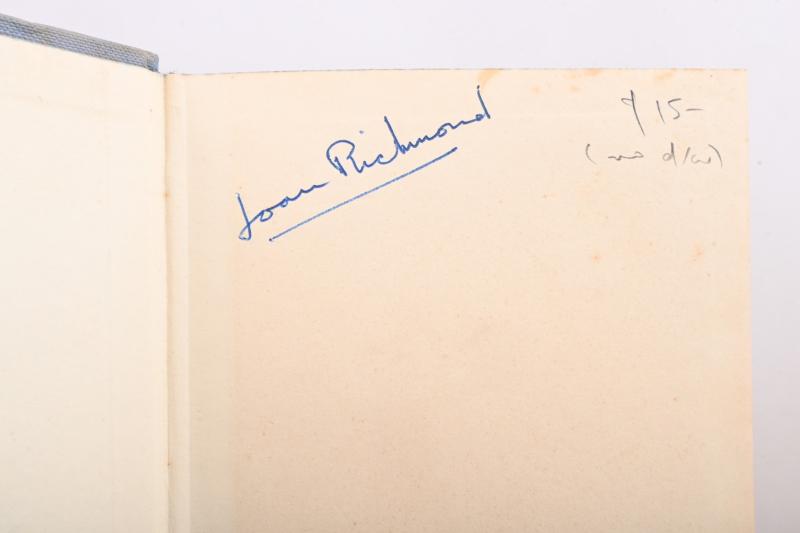 Joan Richmond
15-
(no d/w)